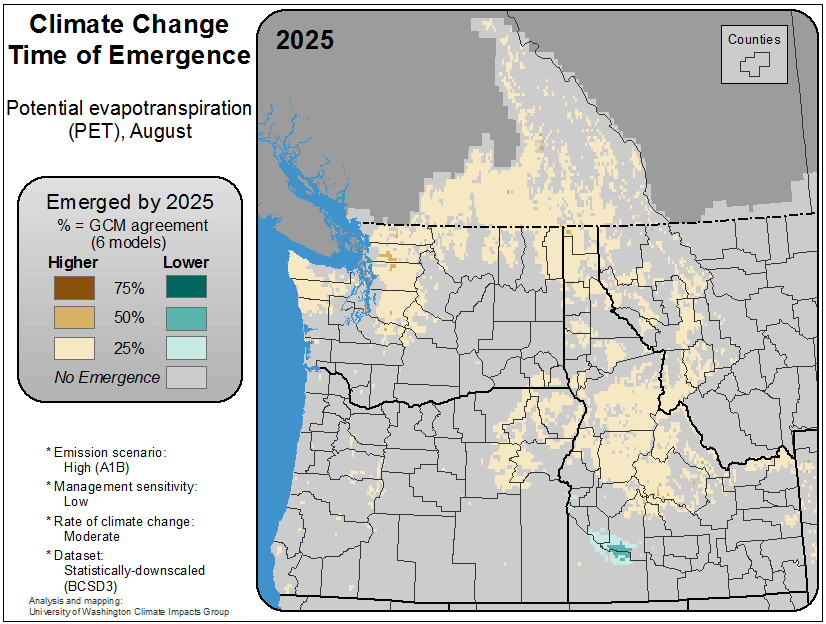 Climate Change
Time of Emergence
Potential evapotranspiration
(PET), August
Emerged by 2025
% = GCM agreement
(6 models)
Higher Lower
75%
50%
25%
No Emergence
* Emission scenario:
High (A1B)
* Management sensitivity:
Low
* Rate of climate change:
Moderate
* Dataset:
Statistically-downscaled
(BCSD3)
Analysis and mapping:
University of Washington Climate Impacts Group
2025
Counties